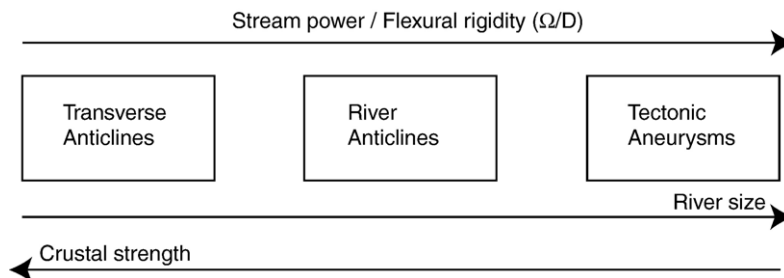 Stream power / Flexural rigidity (Ω/D)
Transverse
Anticlines
River
Anticlines
Tectonic
Aneurysms
River size
Crustal strength